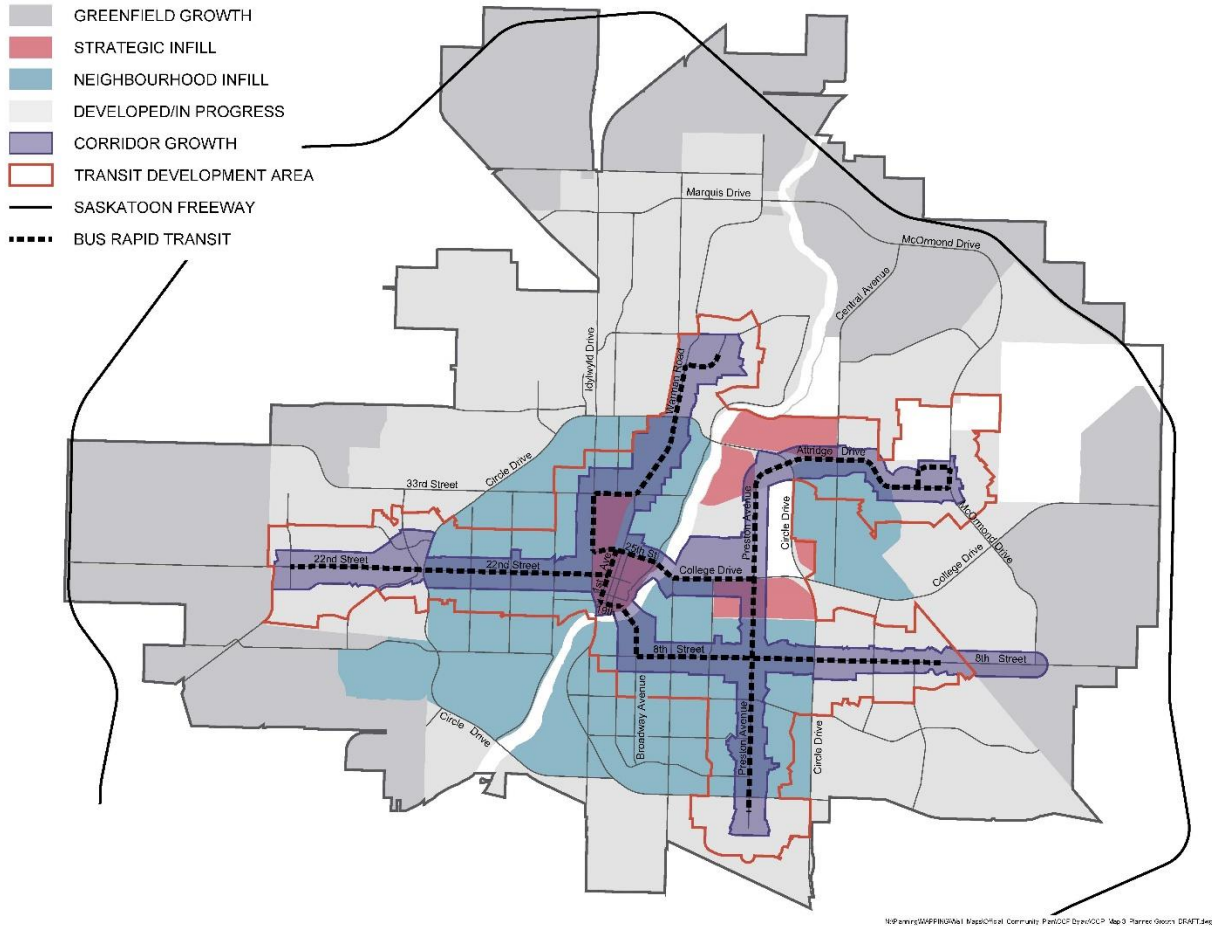 GREENFIELD GROWTH
STRATEGIC INFILL
NEIGHBOURHOOD INFILL
DEVELOPED/IN PROGRESS
CORRIDOR GROWTH
TRANSIT DEVELOPMENT AREA
SASKATOON FREEWAY
BUS RAPID TRANSIT
Marquis Drive
McOrmond Drive
Central Avenue
Idylwyld Drive
Warman Road
Circle Drive
33rd Street
Attridge Drive
Preston Avenue
Circle Drive
McOrmond Drive
College Drive
22nd Street
22nd Street
1st Ave
25th St
College Drive
8th Street
8th Street
Broadway Avenue
Preston Avenue
Circle Drive
Circle Drive